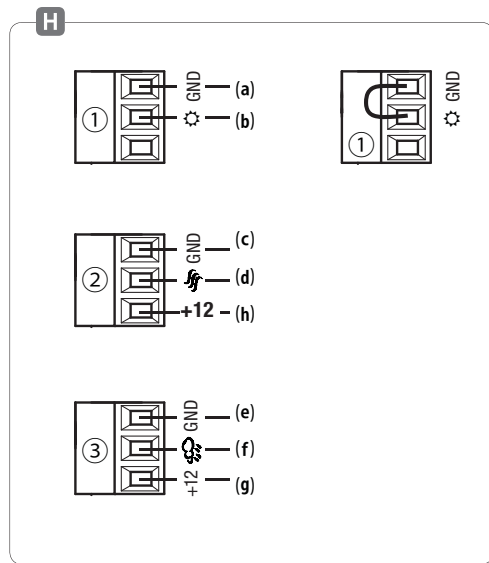 H
GND (a)
1 (b)
GND
1
GND (c)
2 (d)
+12 (h)
GND (e)
3 (f)
+12 (g)